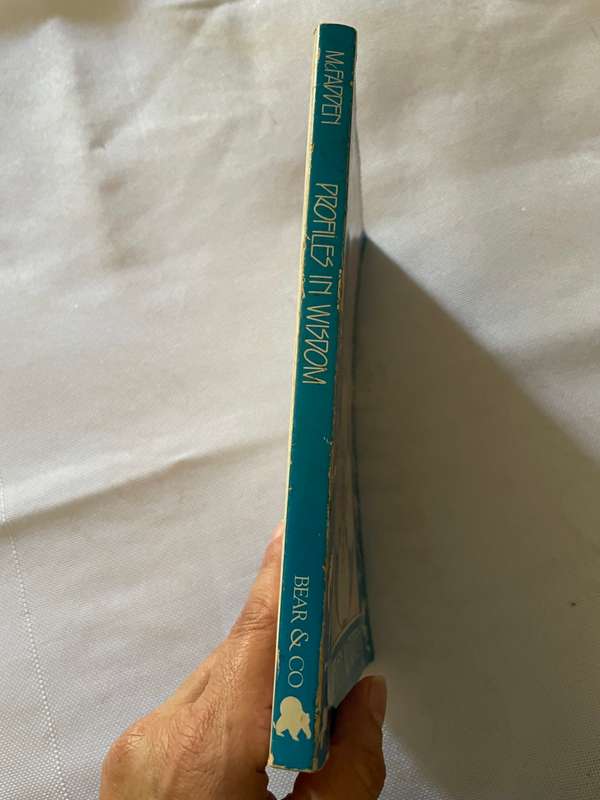 McFADDEN
PROFILES IN WISDOM
BEAR & CO